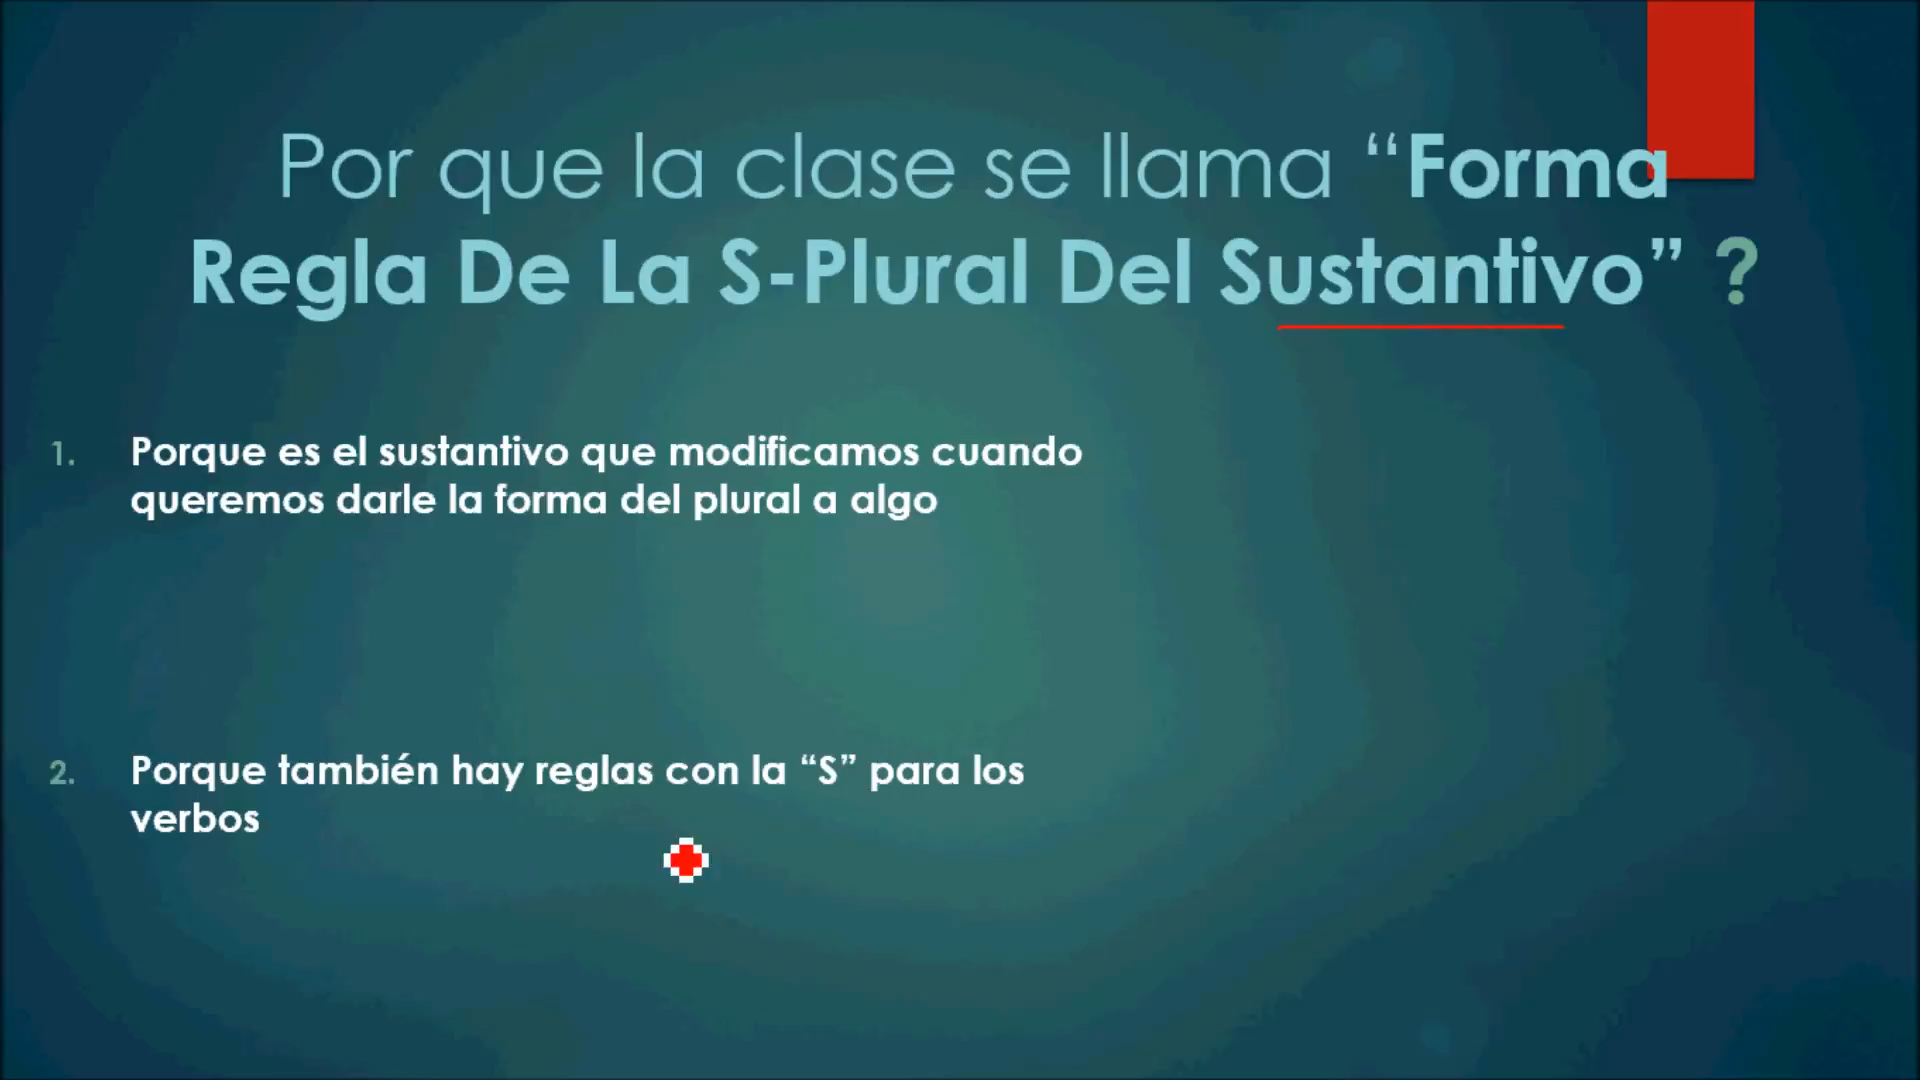 Por que la clase se llama “Forma
Regla De La S-Plural Del Sustantivo” ?
1. Porque es el sustantivo que modificamos cuando
queremos darle la forma del plural a algo
2. Porque también hay reglas con la “S” para los
verbos